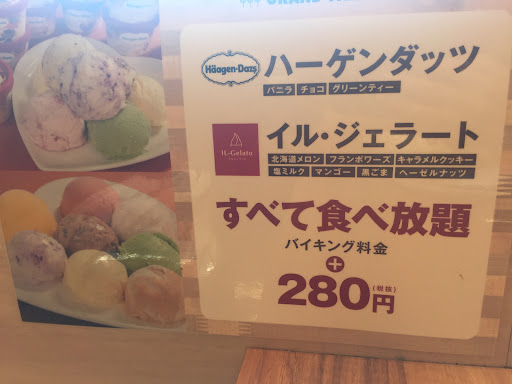 Häagen-Dazs
ハーゲンダッツ
バニラ チョコ グリーンティー
IL-Gelato
イル・ジェラート
北海道メロン フランボワーズ キャラメルクッキー
塩ミルク マンゴー 黒ごま ヘーゼルナッツ
すべて食べ放題
バイキング料金
+
280円(税抜)